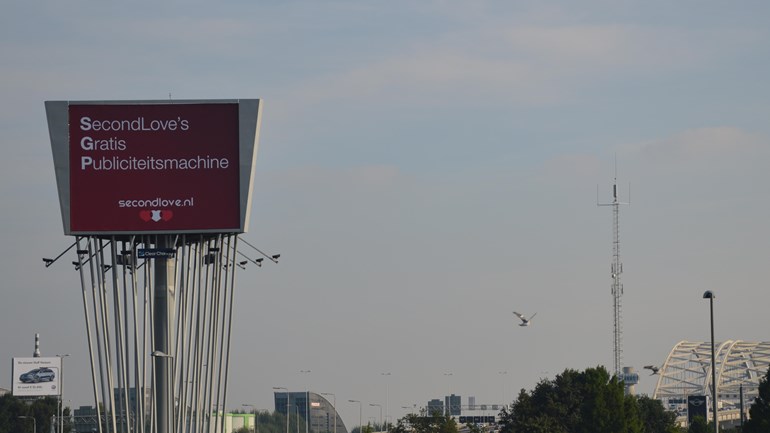 SecondLove's
Gratis
Publiciteitsmachine
secondlove.nl